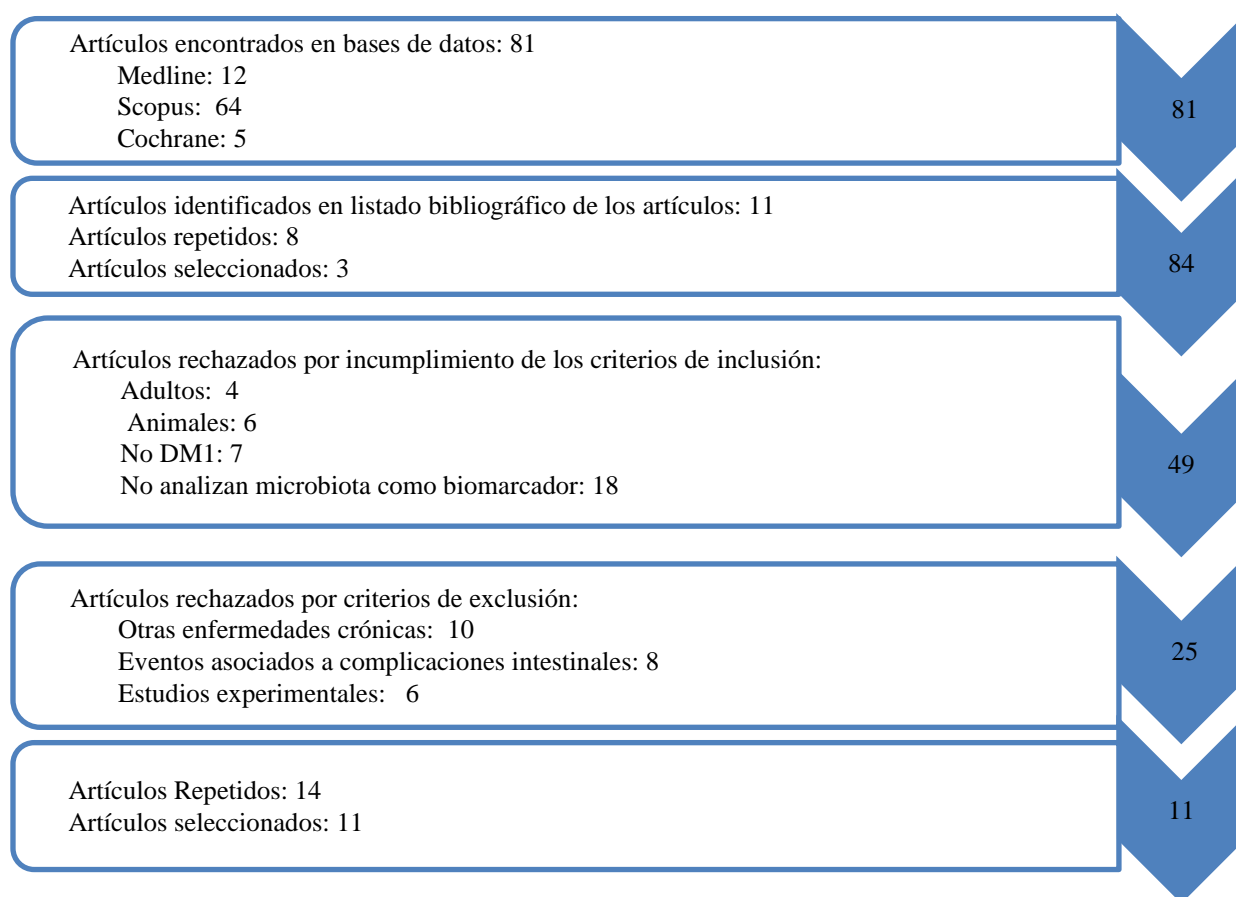 Artículos encontrados en bases de datos: 81
Medline: 12
Scopus: 64
Cochrane: 5
81
Artículos identificados en listado bibliográfico de los artículos: 11
Artículos repetidos: 8
Artículos seleccionados: 3
84
Artículos rechazados por incumplimiento de los criterios de inclusión:
Adultos: 4
Animales: 6
No DM1: 7
No analizan microbiota como biomarcador: 18
49
Artículos rechazados por criterios de exclusión:
Otras enfermedades crónicas: 10
Eventos asociados a complicaciones intestinales: 8
Estudios experimentales: 6
25
Artículos Repetidos: 14
Artículos seleccionados: 11
11